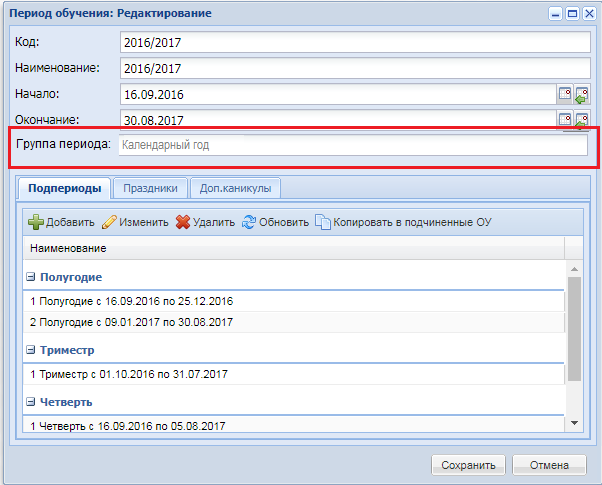 Период обучения: Редактирование
Код: 2016/2017
Наименование: 2016/2017
Начало: 16.09.2016
Окончание: 30.08.2017
Группа периода: Календарный год
Подпериоды Праздники Доп.каникулы
Добавить Изменить Удалить Обновить Копировать в подчиненные ОУ
Наименование
Полугодие
1 Полугодие с 16.09.2016 по 25.12.2016
2 Полугодие с 09.01.2017 по 30.08.2017
Триместр
1 Триместр с 01.10.2016 по 31.07.2017
Четверть
1 Четверть с 16.09.2016 по 05.08.2017
Сохранить Отмена